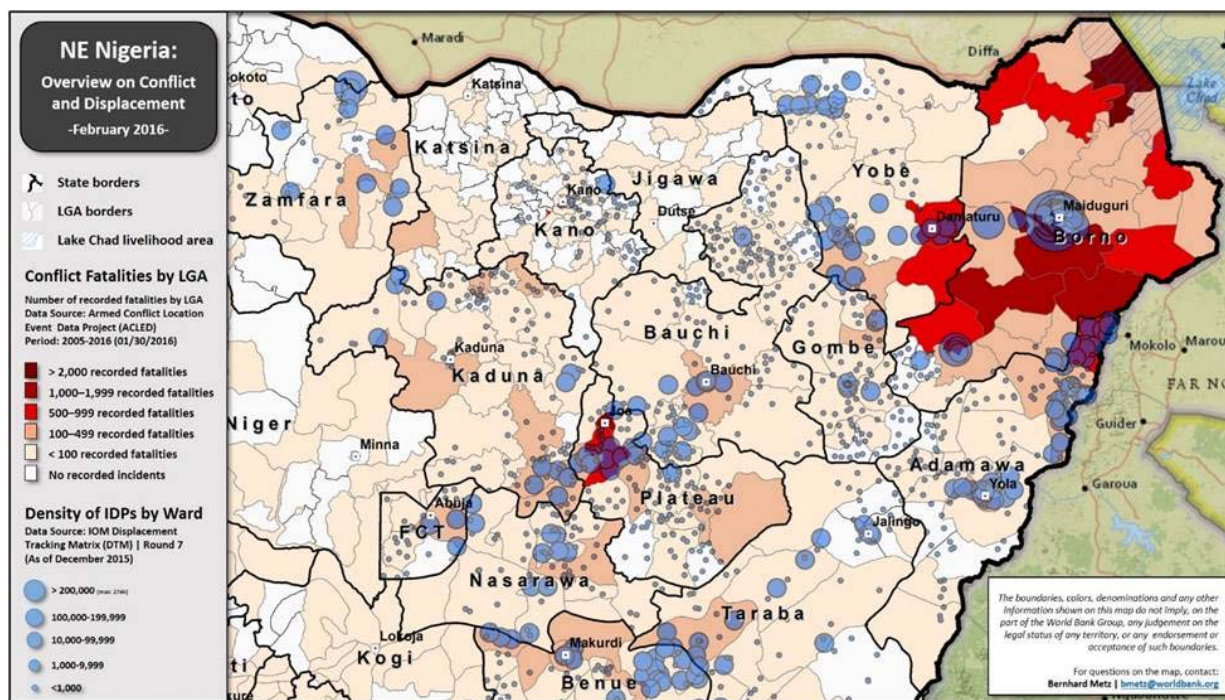 NE Nigeria:
Overview on Conflict
and Displacement
-February 2016-
State borders
LGA borders
Lake Chad livelihood area
Conflict Fatalities by LGA
Number of recorded fatalities by LGA
Data Source: Armed Conflict Location
Event Data Project (ACLED)
Period: 2005-2016 (01/30/2016)
> 2,000 recorded fatalities
1,000–1,999 recorded fatalities
500–999 recorded fatalities
100–499 recorded fatalities
< 100 recorded fatalities
No recorded incidents
Density of IDPs by Ward
Data Source: IOM Displacement
Tracking Matrix (DTM) | Round 7
(As of December 2015)
> 200,000
100,000-199,999
10,000-99,999
1,000-9,999
<1,000
Maradi
Diffa
Lake
Chad
okoto
to
Katsina
Katsina
Zamfara
Kano
Kano
Jigawa
Dutse
Yobe
Damaturu
Maiduguri
Borno
Kaduna
Kaduna
Bauchi
Bauchi
Gombe
Mokolo
Marou
FAR NO
Guider
Garoua
Niger
Minna
Jos
Plateau
Adamawa
Yola
Jalingo
Abuja
FCT
Nasarawa
Taraba
Lokoja
Kogi
Makurdi
Benue
ti
kure
The boundaries, colors, denominations and any other
information shown on this map do not imply, on the
part of the World Bank Group, any judgement on the
legal status of any territory, or any endorsement or
acceptance of such boundaries.
For questions on the map, contact:
Bernhard Metz | bmetz@worldbank.org